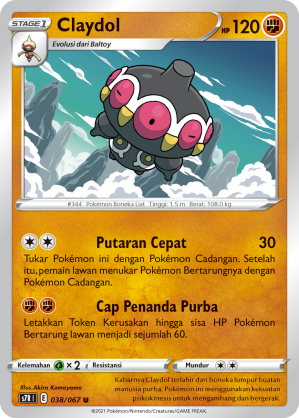 STAGE 1 Claydol HP 120
Evolusi dari Baltoy
#344 Pokémon Boneka Liat Tinggi: 1.5 m Berat: 108.0 kg
Putaran Cepat 30
Tukar Pokémon ini dengan Pokémon Cadangan. Setelah
itu, pemain lawan menukar Pokémon Bertarungnya dengan
Pokémon Cadangan.
Cap Penanda Purba
Letakkan Token Kerusakan hingga sisa HP Pokémon
Bertarung lawan menjadi sejumlah 60.
Kelemahan × 2 Resistansi Mundur
Illus. Akira Komayama
S7R I E 038/067 U
Kabarnya Claydol terlahir dari boneka lumpur buatan
manusia purba. Pokémon ini menggunakan kekuatan
psikisnya untuk mengambang dan bergerak.
©2021 Pokémon/Nintendo/Creatures/GAME FREAK